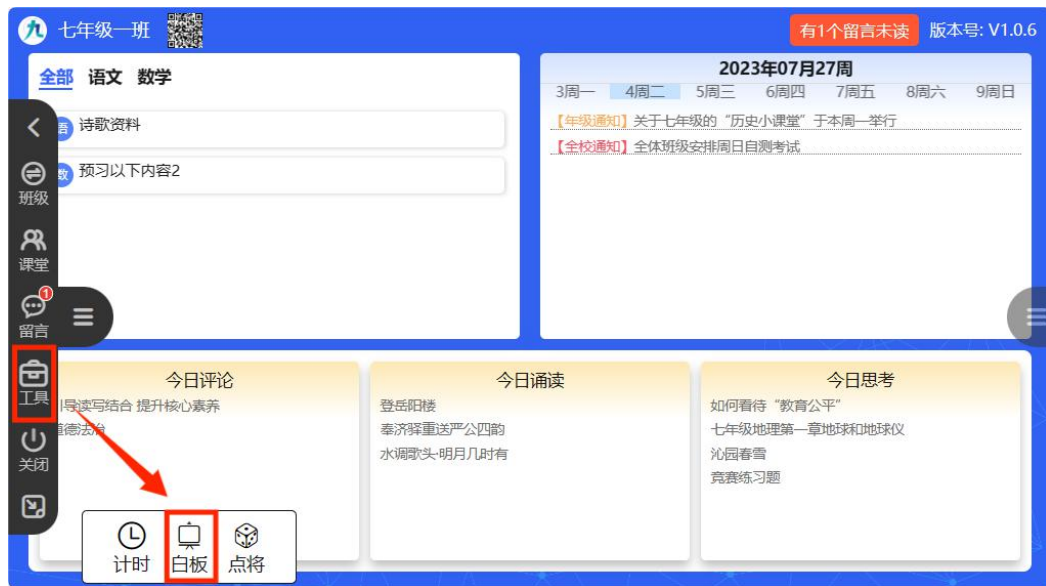 九 七年级一班
有1个留言未读 版本号: V1.0.6
全部 语文 数学
诗歌资料
数 预习以下内容2
2023年07月27周
3周一 4周二 5周三 6周四 7周五 8周六 9周日
【年级通知】关于七年级的“历史小课堂”于本周一举行
【全校通知】全体班级安排周日自测考试
班级
课堂
1
留言
工具
关闭
今日评论
引导读写结合 提升核心素养
道德法治
今日诵读
登岳阳楼
奉济驿重送严公四韵
水调歌头·明月几时有
今日思考
如何看待“教育公平”
七年级地理第一章地球和地球仪
沁园春雪
竞赛练习题
计时 白板 点将